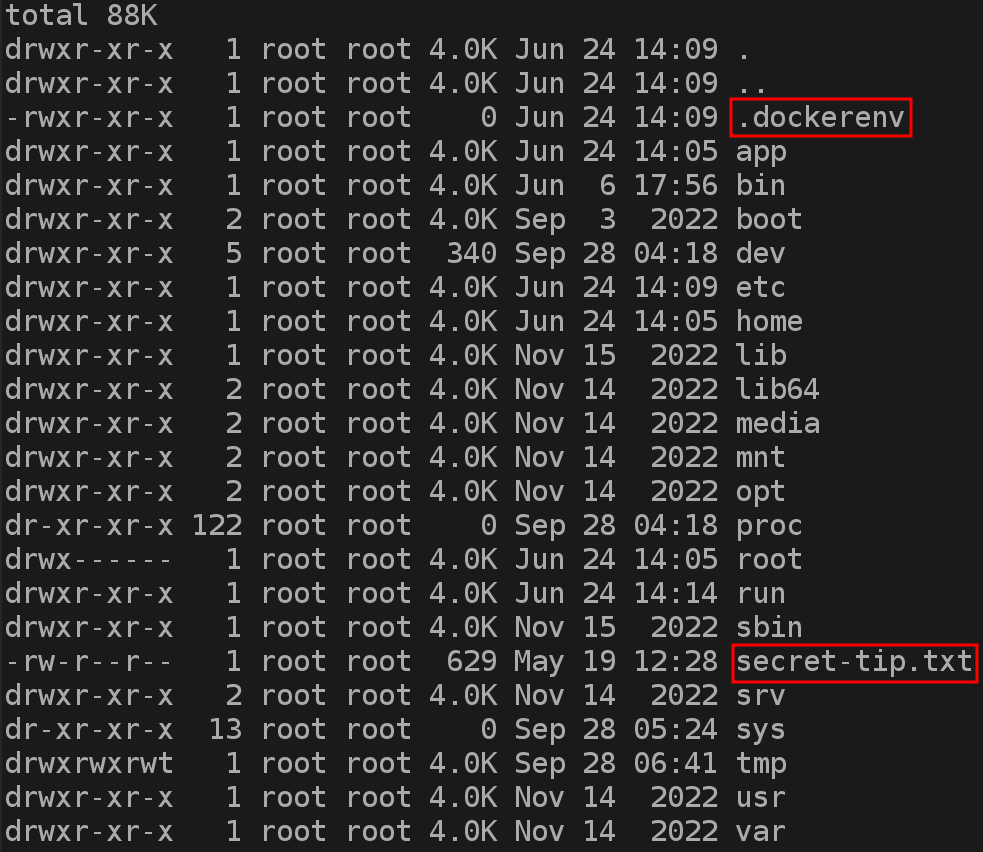 total 88K
drwxr-xr-x   1 root root 4.0K Jun 24 14:09 .
drwxr-xr-x   1 root root 4.0K Jun 24 14:09 ..
-rwxr-xr-x   1 root root    0 Jun 24 14:09 .dockerenv
drwxr-xr-x   1 root root 4.0K Jun 24 14:05 app
drwxr-xr-x   1 root root 4.0K Jun  6 17:56 bin
drwxr-xr-x   2 root root 4.0K Sep  3  2022 boot
drwxr-xr-x   5 root root  340 Sep 28 04:18 dev
drwxr-xr-x   1 root root 4.0K Jun 24 14:09 etc
drwxr-xr-x   1 root root 4.0K Jun 24 14:05 home
drwxr-xr-x   1 root root 4.0K Nov 15  2022 lib
drwxr-xr-x   2 root root 4.0K Nov 14  2022 lib64
drwxr-xr-x   2 root root 4.0K Nov 14  2022 media
drwxr-xr-x   2 root root 4.0K Nov 14  2022 mnt
drwxr-xr-x   2 root root 4.0K Nov 14  2022 opt
dr-xr-xr-x 122 root root    0 Sep 28 04:18 proc
drwx------   1 root root 4.0K Jun 24 14:05 root
drwxr-xr-x   1 root root 4.0K Jun 24 14:14 run
drwxr-xr-x   1 root root 4.0K Nov 15  2022 sbin
-rw-r--r--   1 root root  629 May 19 12:28 secret-tip.txt
drwxr-xr-x   2 root root 4.0K Nov 14  2022 srv
dr-xr-xr-x  13 root root    0 Sep 28 05:24 sys
drwxrwxrwt   1 root root 4.0K Sep 28 06:41 tmp
drwxr-xr-x   1 root root 4.0K Nov 14  2022 usr
drwxr-xr-x   1 root root 4.0K Nov 14  2022 var